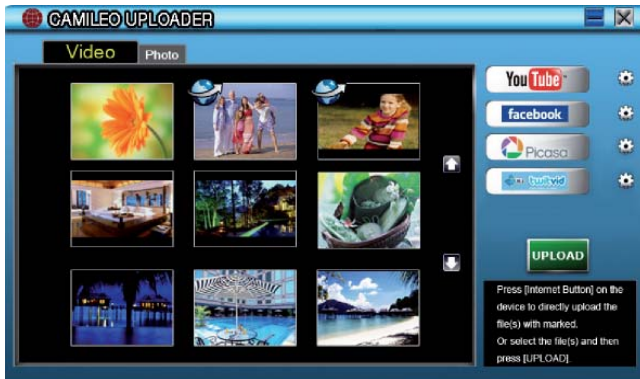 CAMILEO UPLOADER
Video
Photo
YouTube
facebook
Picasa
twitvid
UPLOAD
Press [Internet Button] on the
device to directly upload the
file(s) with marked.
Or select the file(s) and then
press [UPLOAD].